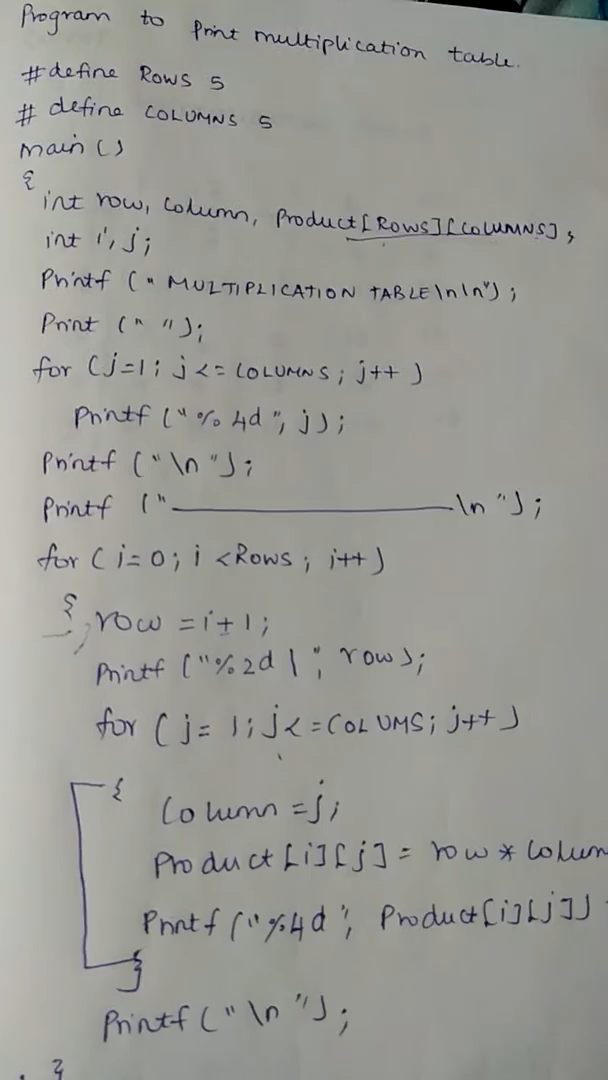 Program to Print multiplication table.
#define ROWS 5
# define COLUMNS 5
main ()
{
int row, Column, Product[ROWS][COLUMNS],
int i, j;
Printf (" MULTIPLICATION TABLE\n\n");
Print (" ");
for (j=1; j<= COLUMNS; j++ )
Printf ("%4d", j);
Printf ("\n");
Printf ("——————————\n");
for (i=0; i <ROWS; i++)
{ row = i+1;
Printf ("%2d |", row);
for (j= 1; j<=COLUMS; j++)
{
Column =j;
Product[i][j] = row * Colum
Printf ("%4d", Product[i][j])
}
Printf ("\n");
}